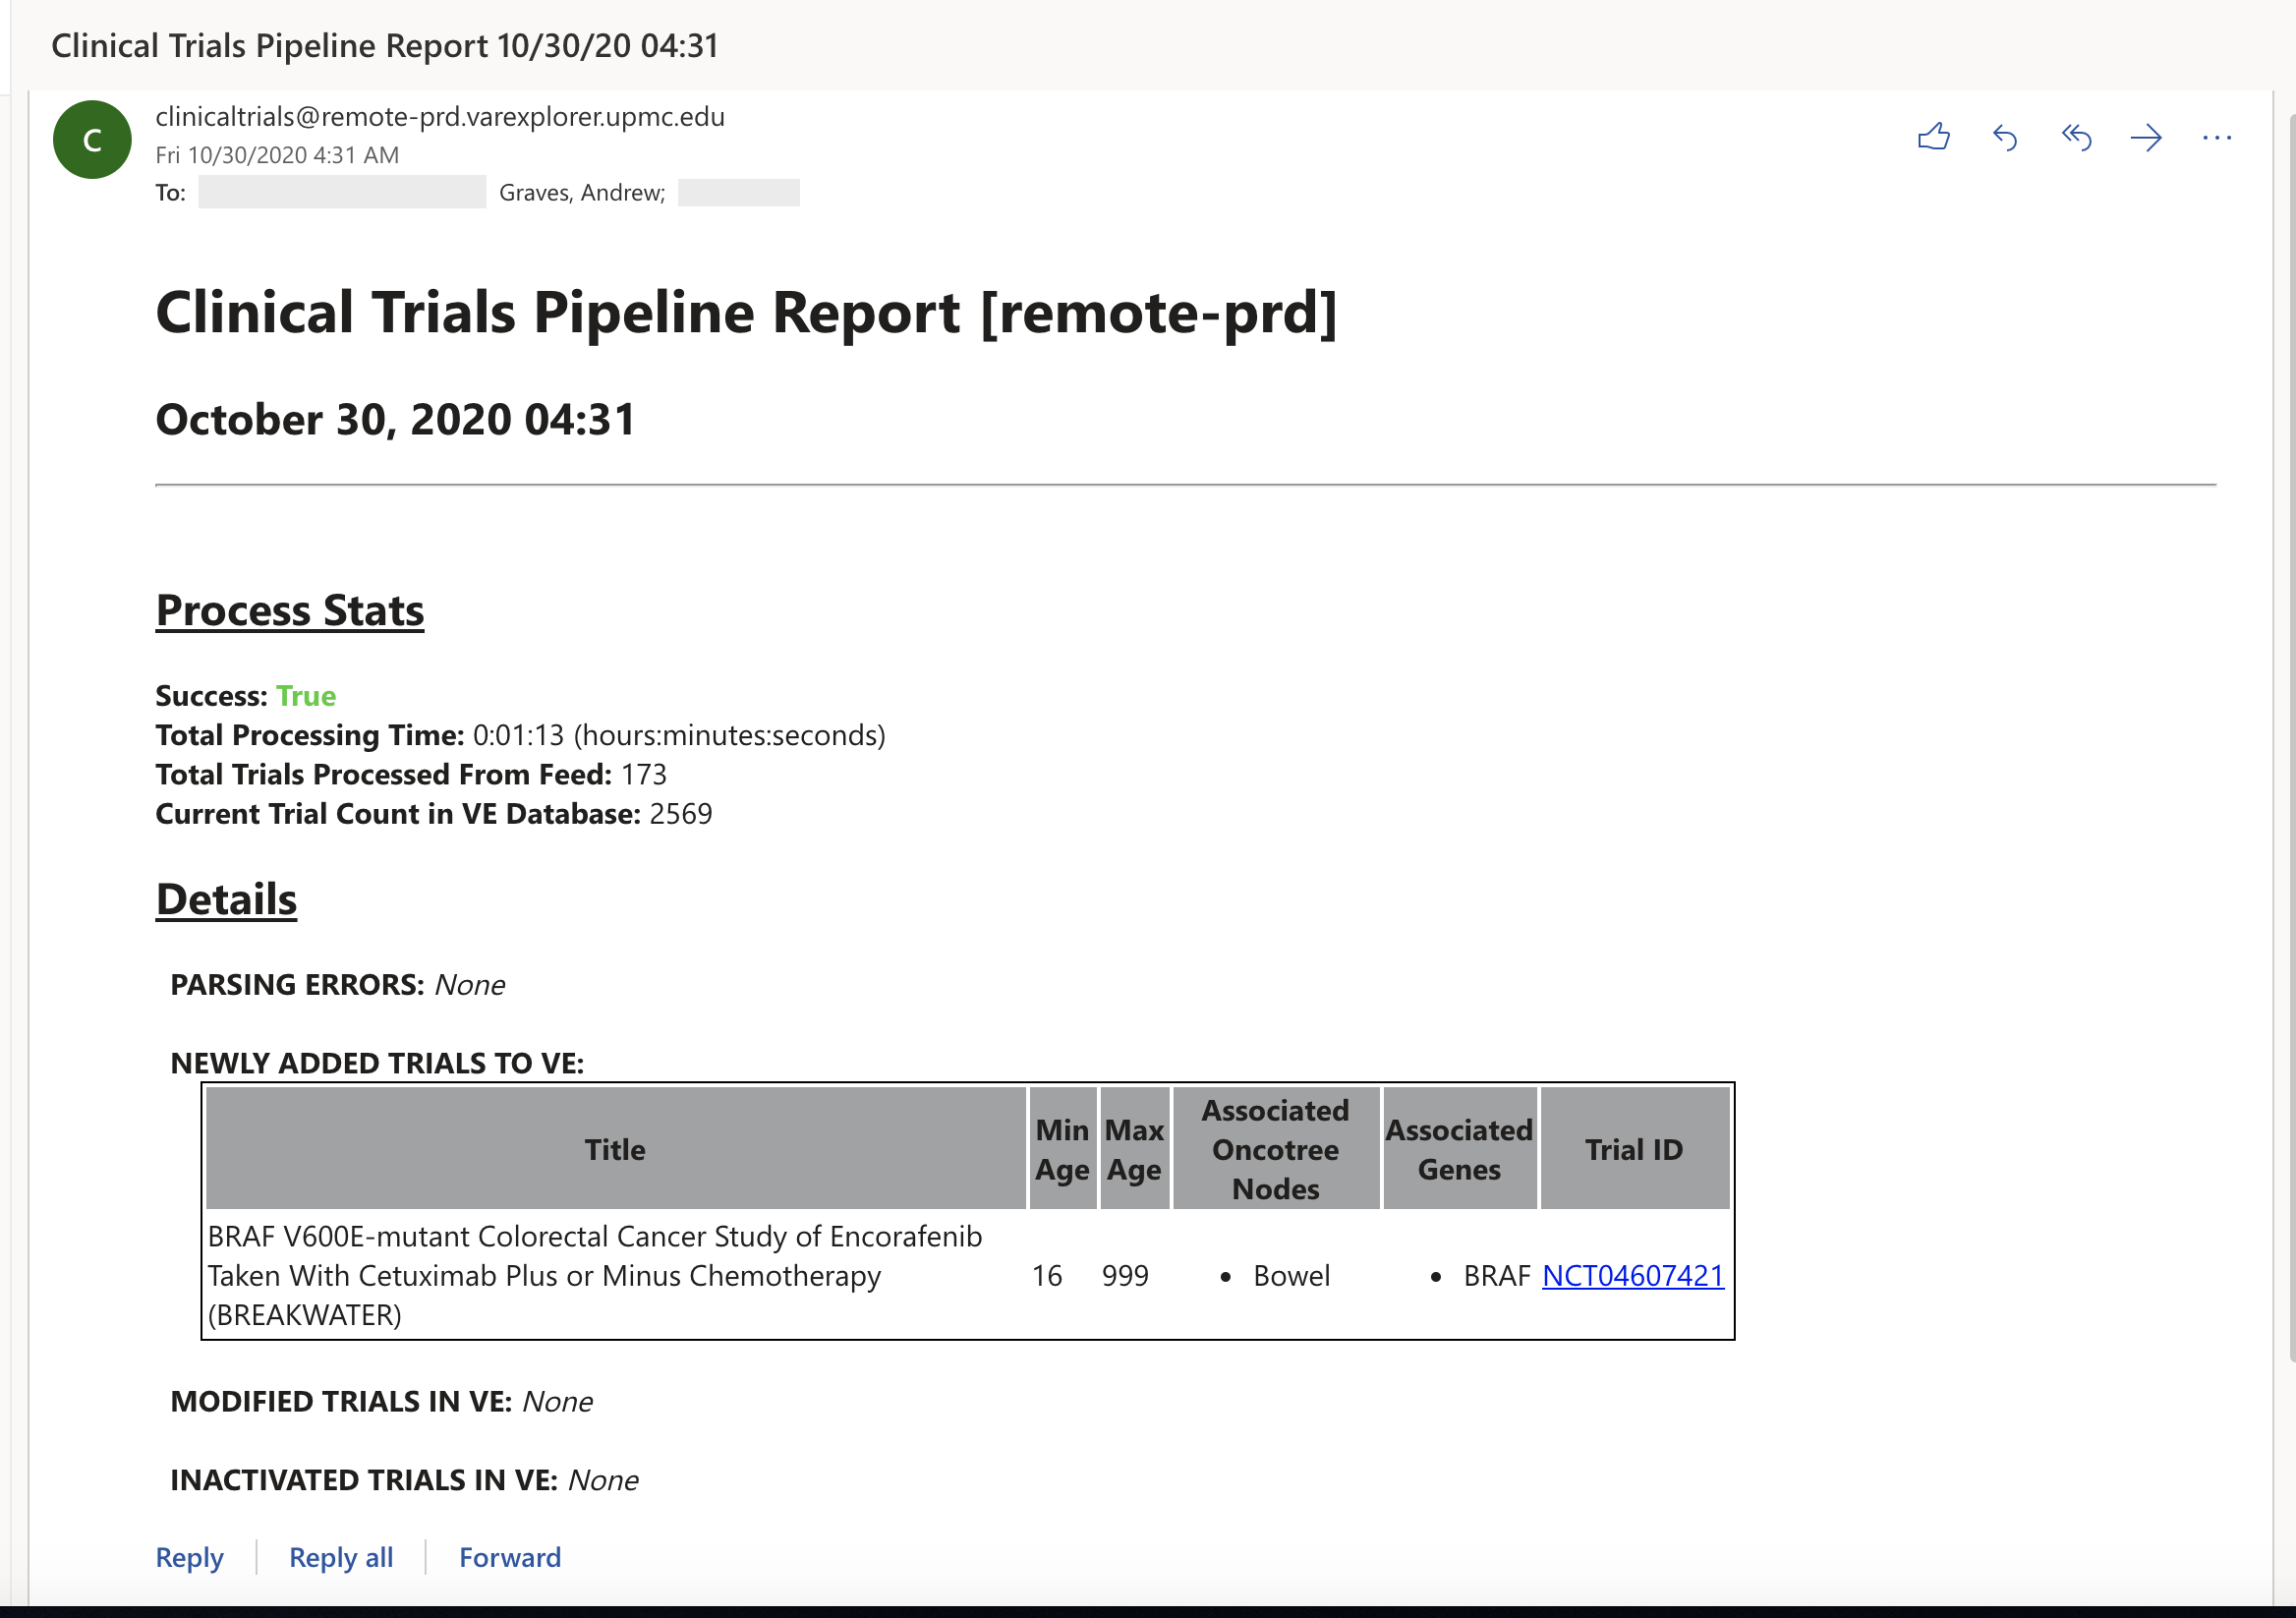 Clinical Trials Pipeline Report 10/30/20 04:31
C
clinicaltrials@remote-prd.varexplorer.upmc.edu
Fri 10/30/2020 4:31 AM
To: Graves, Andrew;
Clinical Trials Pipeline Report [remote-prd]
October 30, 2020 04:31
Process Stats
Success: True
Total Processing Time: 0:01:13 (hours:minutes:seconds)
Total Trials Processed From Feed: 173
Current Trial Count in VE Database: 2569
Details
PARSING ERRORS: None
NEWLY ADDED TRIALS TO VE:
Title
Min
Age
Max
Age
Associated
Oncotree
Nodes
Associated
Genes
Trial ID
BRAF V600E-mutant Colorectal Cancer Study of Encorafenib
Taken With Cetuximab Plus or Minus Chemotherapy
(BREAKWATER)
16
999
• Bowel
• BRAF
NCT04607421
MODIFIED TRIALS IN VE: None
INACTIVATED TRIALS IN VE: None
Reply
Reply all
Forward